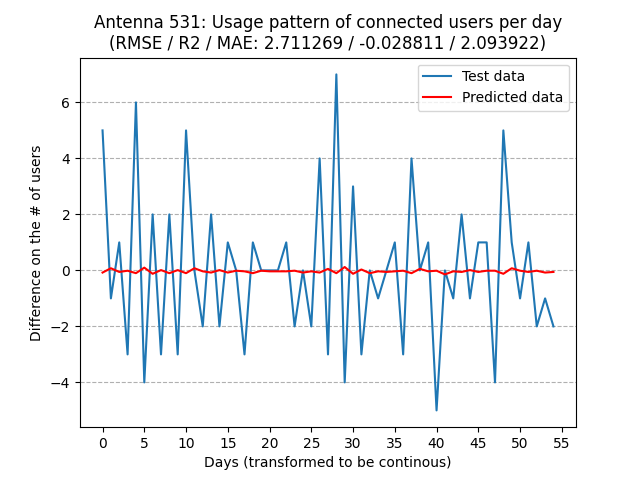 Antenna 531: Usage pattern of connected users per day
(RMSE / R2 / MAE: 2.711269 / -0.028811 / 2.093922)
Test data
Predicted data
6
4
2
0
−2
−4
Difference on the # of users
0 5 10 15 20 25 30 35 40 45 50 55
Days (transformed to be continous)